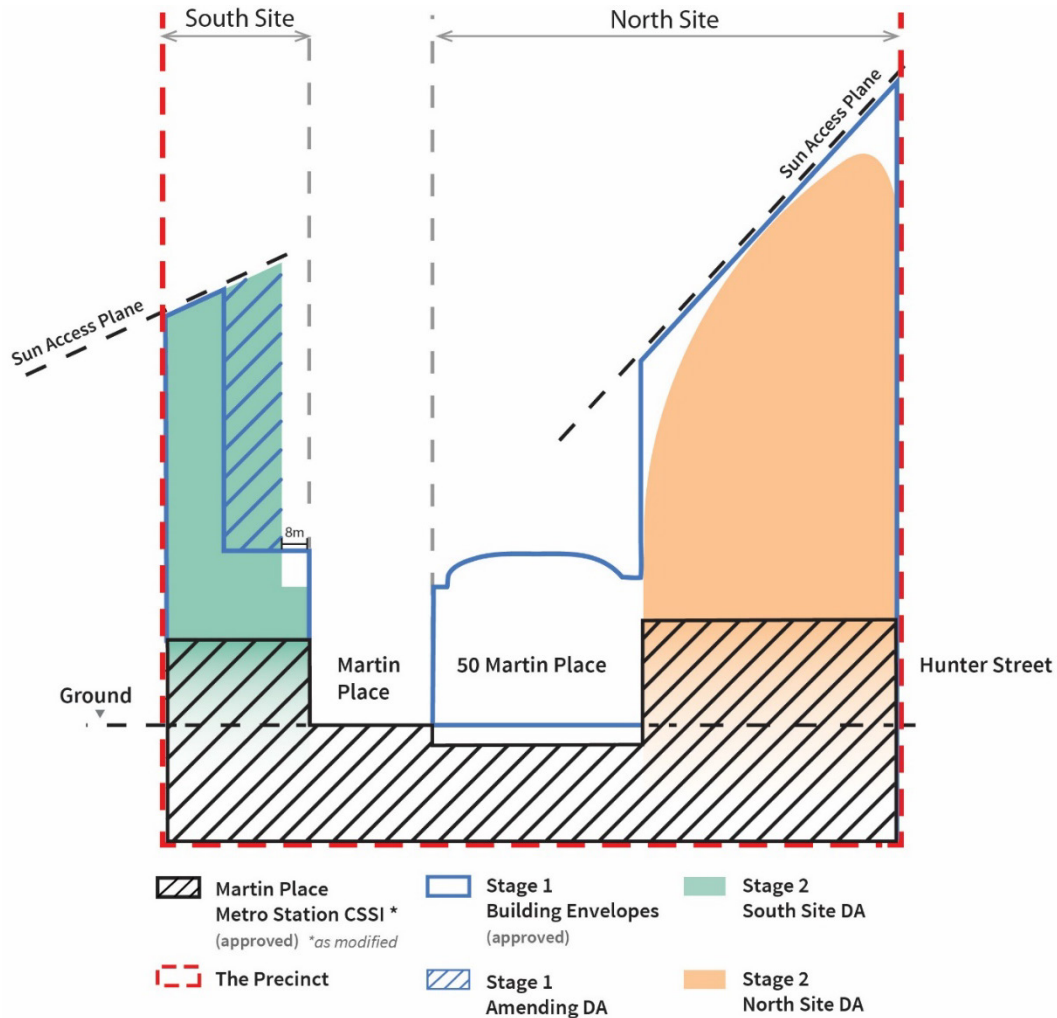 South Site
North Site
Sun Access Plane
Sun Access Plane
8m
Martin
Place
50 Martin Place
Hunter Street
Ground
Martin Place
Metro Station CSSI *
(approved) *as modified
Stage 1
Building Envelopes
(approved)
Stage 2
South Site DA
The Precinct
Stage 1
Amending DA
Stage 2
North Site DA